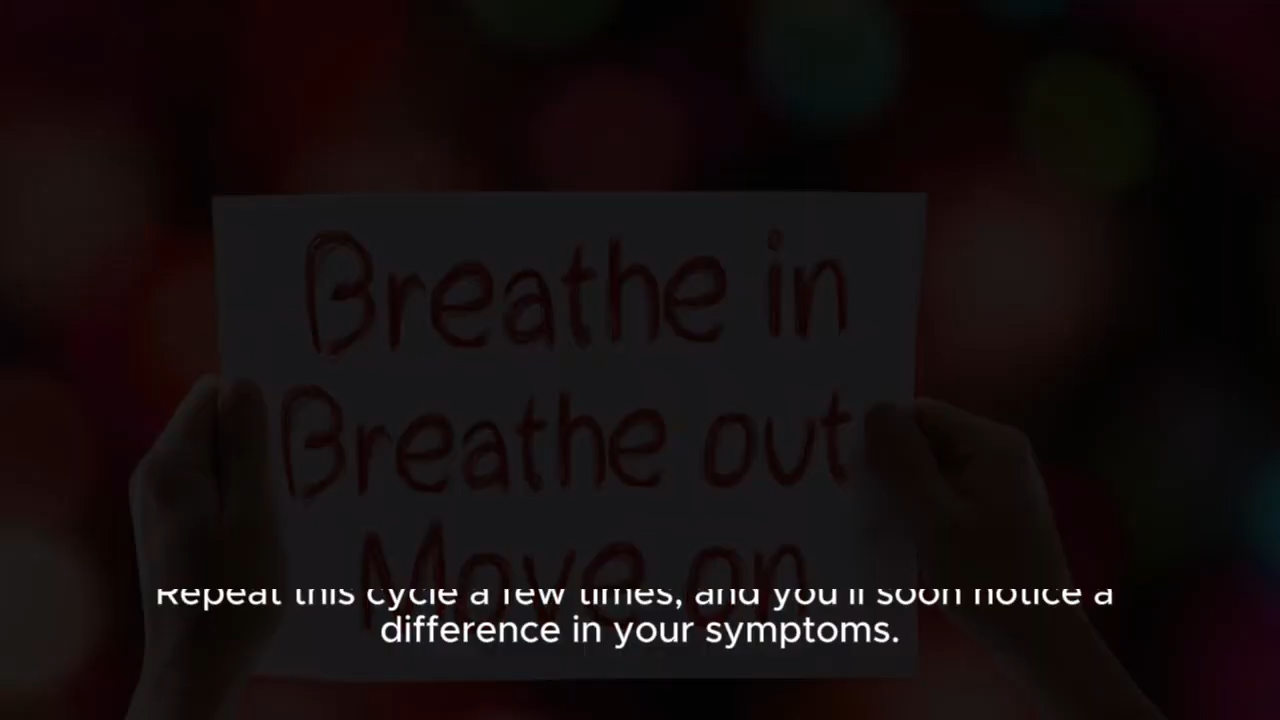 Breathe in
Breathe out
Move on
Repeat this cycle a few times, and you'll soon notice a
difference in your symptoms.